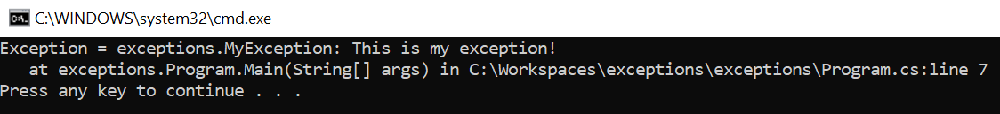 C:\WINDOWS\system32\cmd.exe
Exception = exceptions.MyException: This is my exception!
   at exceptions.Program.Main(String[] args) in C:\Workspaces\exceptions\exceptions\Program.cs:line 7
Press any key to continue . . .